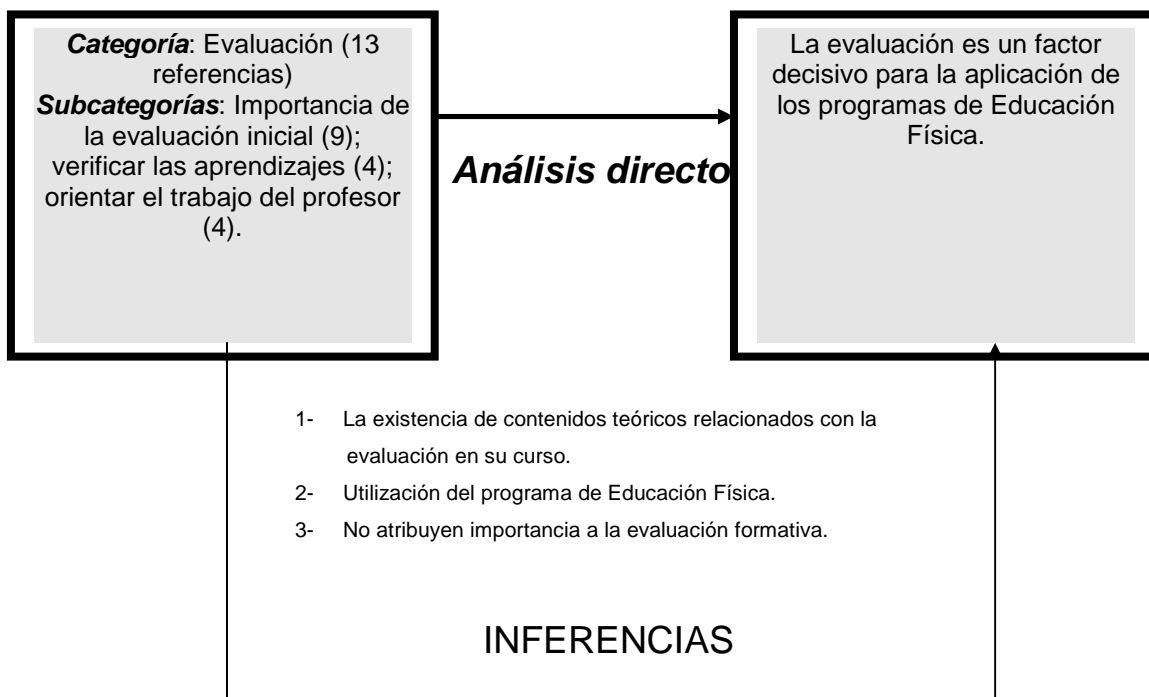 Categoría: Evaluación (13
referencias)
Subcategorías: Importancia de
la evaluación inicial (9);
verificar las aprendizajes (4);
orientar el trabajo del profesor
(4).
Análisis directo
La evaluación es un factor
decisivo para la aplicación de
los programas de Educación
Física.
1- La existencia de contenidos teóricos relacionados con la
evaluación en su curso.
2- Utilización del programa de Educación Física.
3- No atribuyen importancia a la evaluación formativa.
INFERENCIAS